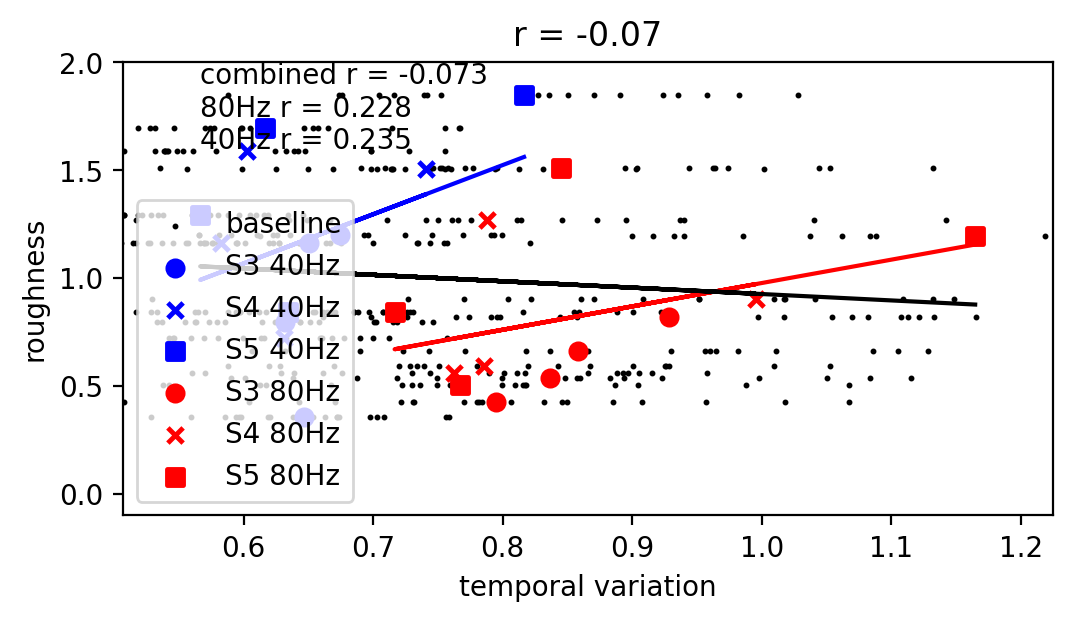 r = -0.07
combined r = -0.073
80Hz r = 0.228
40Hz r = 0.235
2.0
1.5
1.0
0.5
0.0
roughness
baseline
S3 40Hz
S4 40Hz
S5 40Hz
S3 80Hz
S4 80Hz
S5 80Hz
0.6 0.7 0.8 0.9 1.0 1.1 1.2
temporal variation